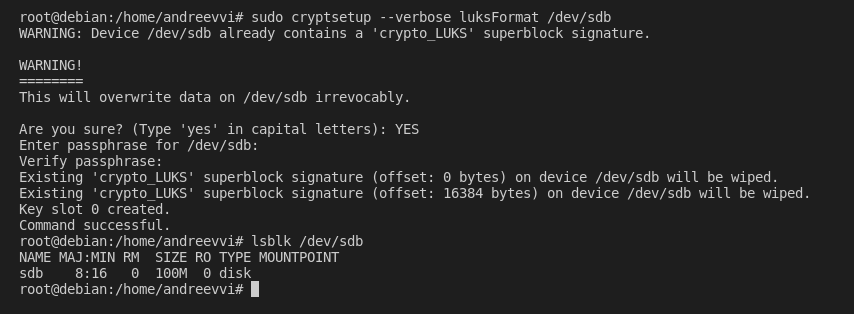 root@debian:/home/andreevvi# sudo cryptsetup --verbose luksFormat /dev/sdb
WARNING: Device /dev/sdb already contains a 'crypto_LUKS' superblock signature.

WARNING!
========
This will overwrite data on /dev/sdb irrevocably.

Are you sure? (Type 'yes' in capital letters): YES
Enter passphrase for /dev/sdb:
Verify passphrase:
Existing 'crypto_LUKS' superblock signature (offset: 0 bytes) on device /dev/sdb will be wiped.
Existing 'crypto_LUKS' superblock signature (offset: 16384 bytes) on device /dev/sdb will be wiped.
Key slot 0 created.
Command successful.
root@debian:/home/andreevvi# lsblk /dev/sdb
NAME MAJ:MIN RM  SIZE RO TYPE MOUNTPOINT
sdb    8:16   0  100M  0 disk
root@debian:/home/andreevvi#